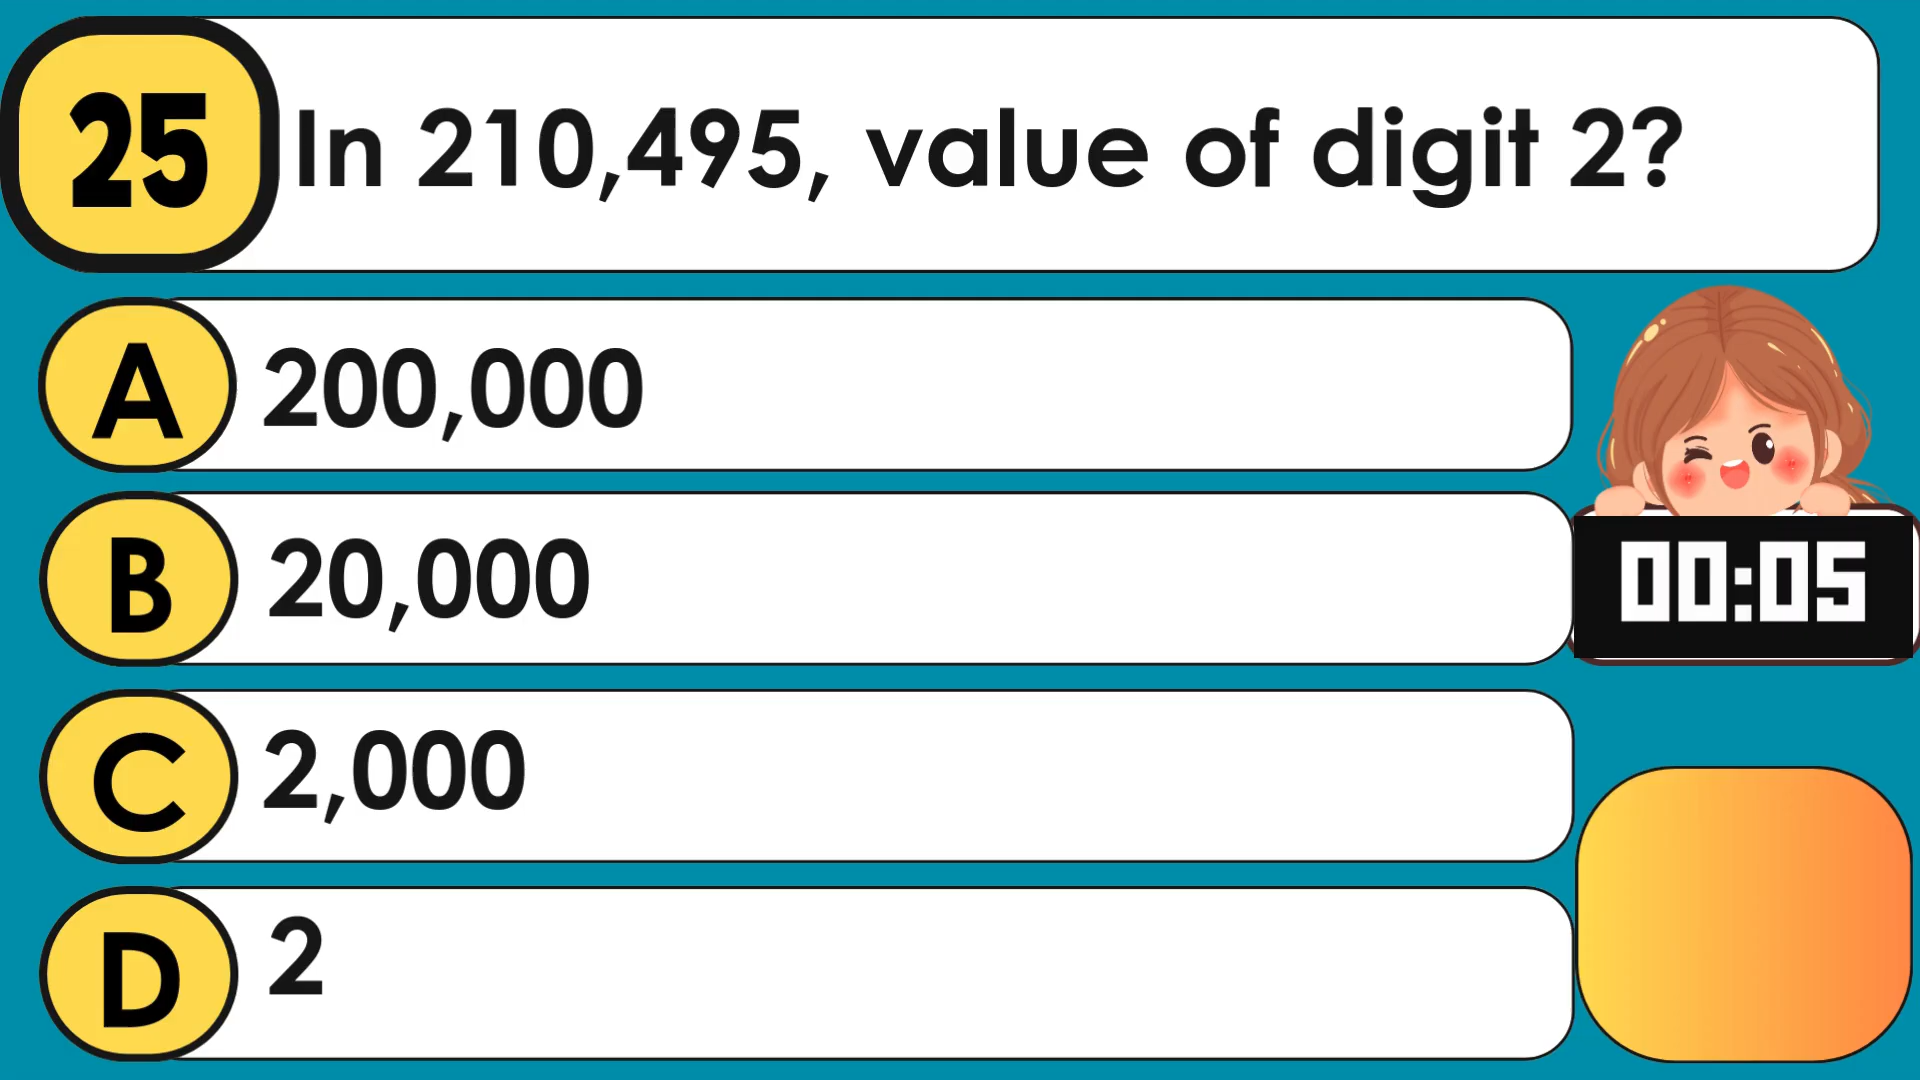 25 In 210,495, value of digit 2?
A 200,000
B 20,000
00:05
C 2,000
D 2